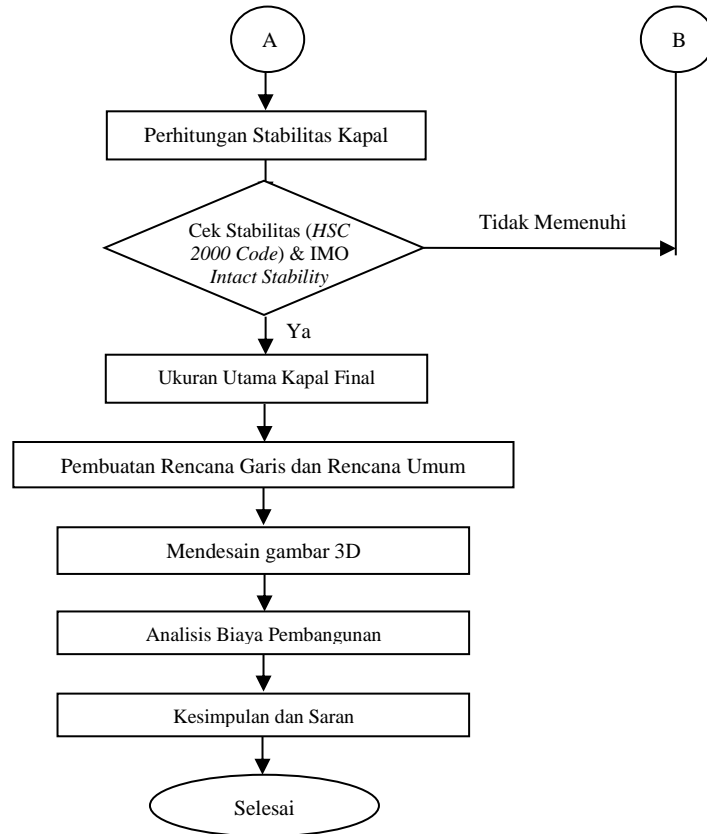 A
B
Perhitungan Stabilitas Kapal
Cek Stabilitas (HSC
2000 Code) & IMO
Intact Stability
Tidak Memenuhi
Ya
Ukuran Utama Kapal Final
Pembuatan Rencana Garis dan Rencana Umum
Mendesain gambar 3D
Analisis Biaya Pembangunan
Kesimpulan dan Saran
Selesai